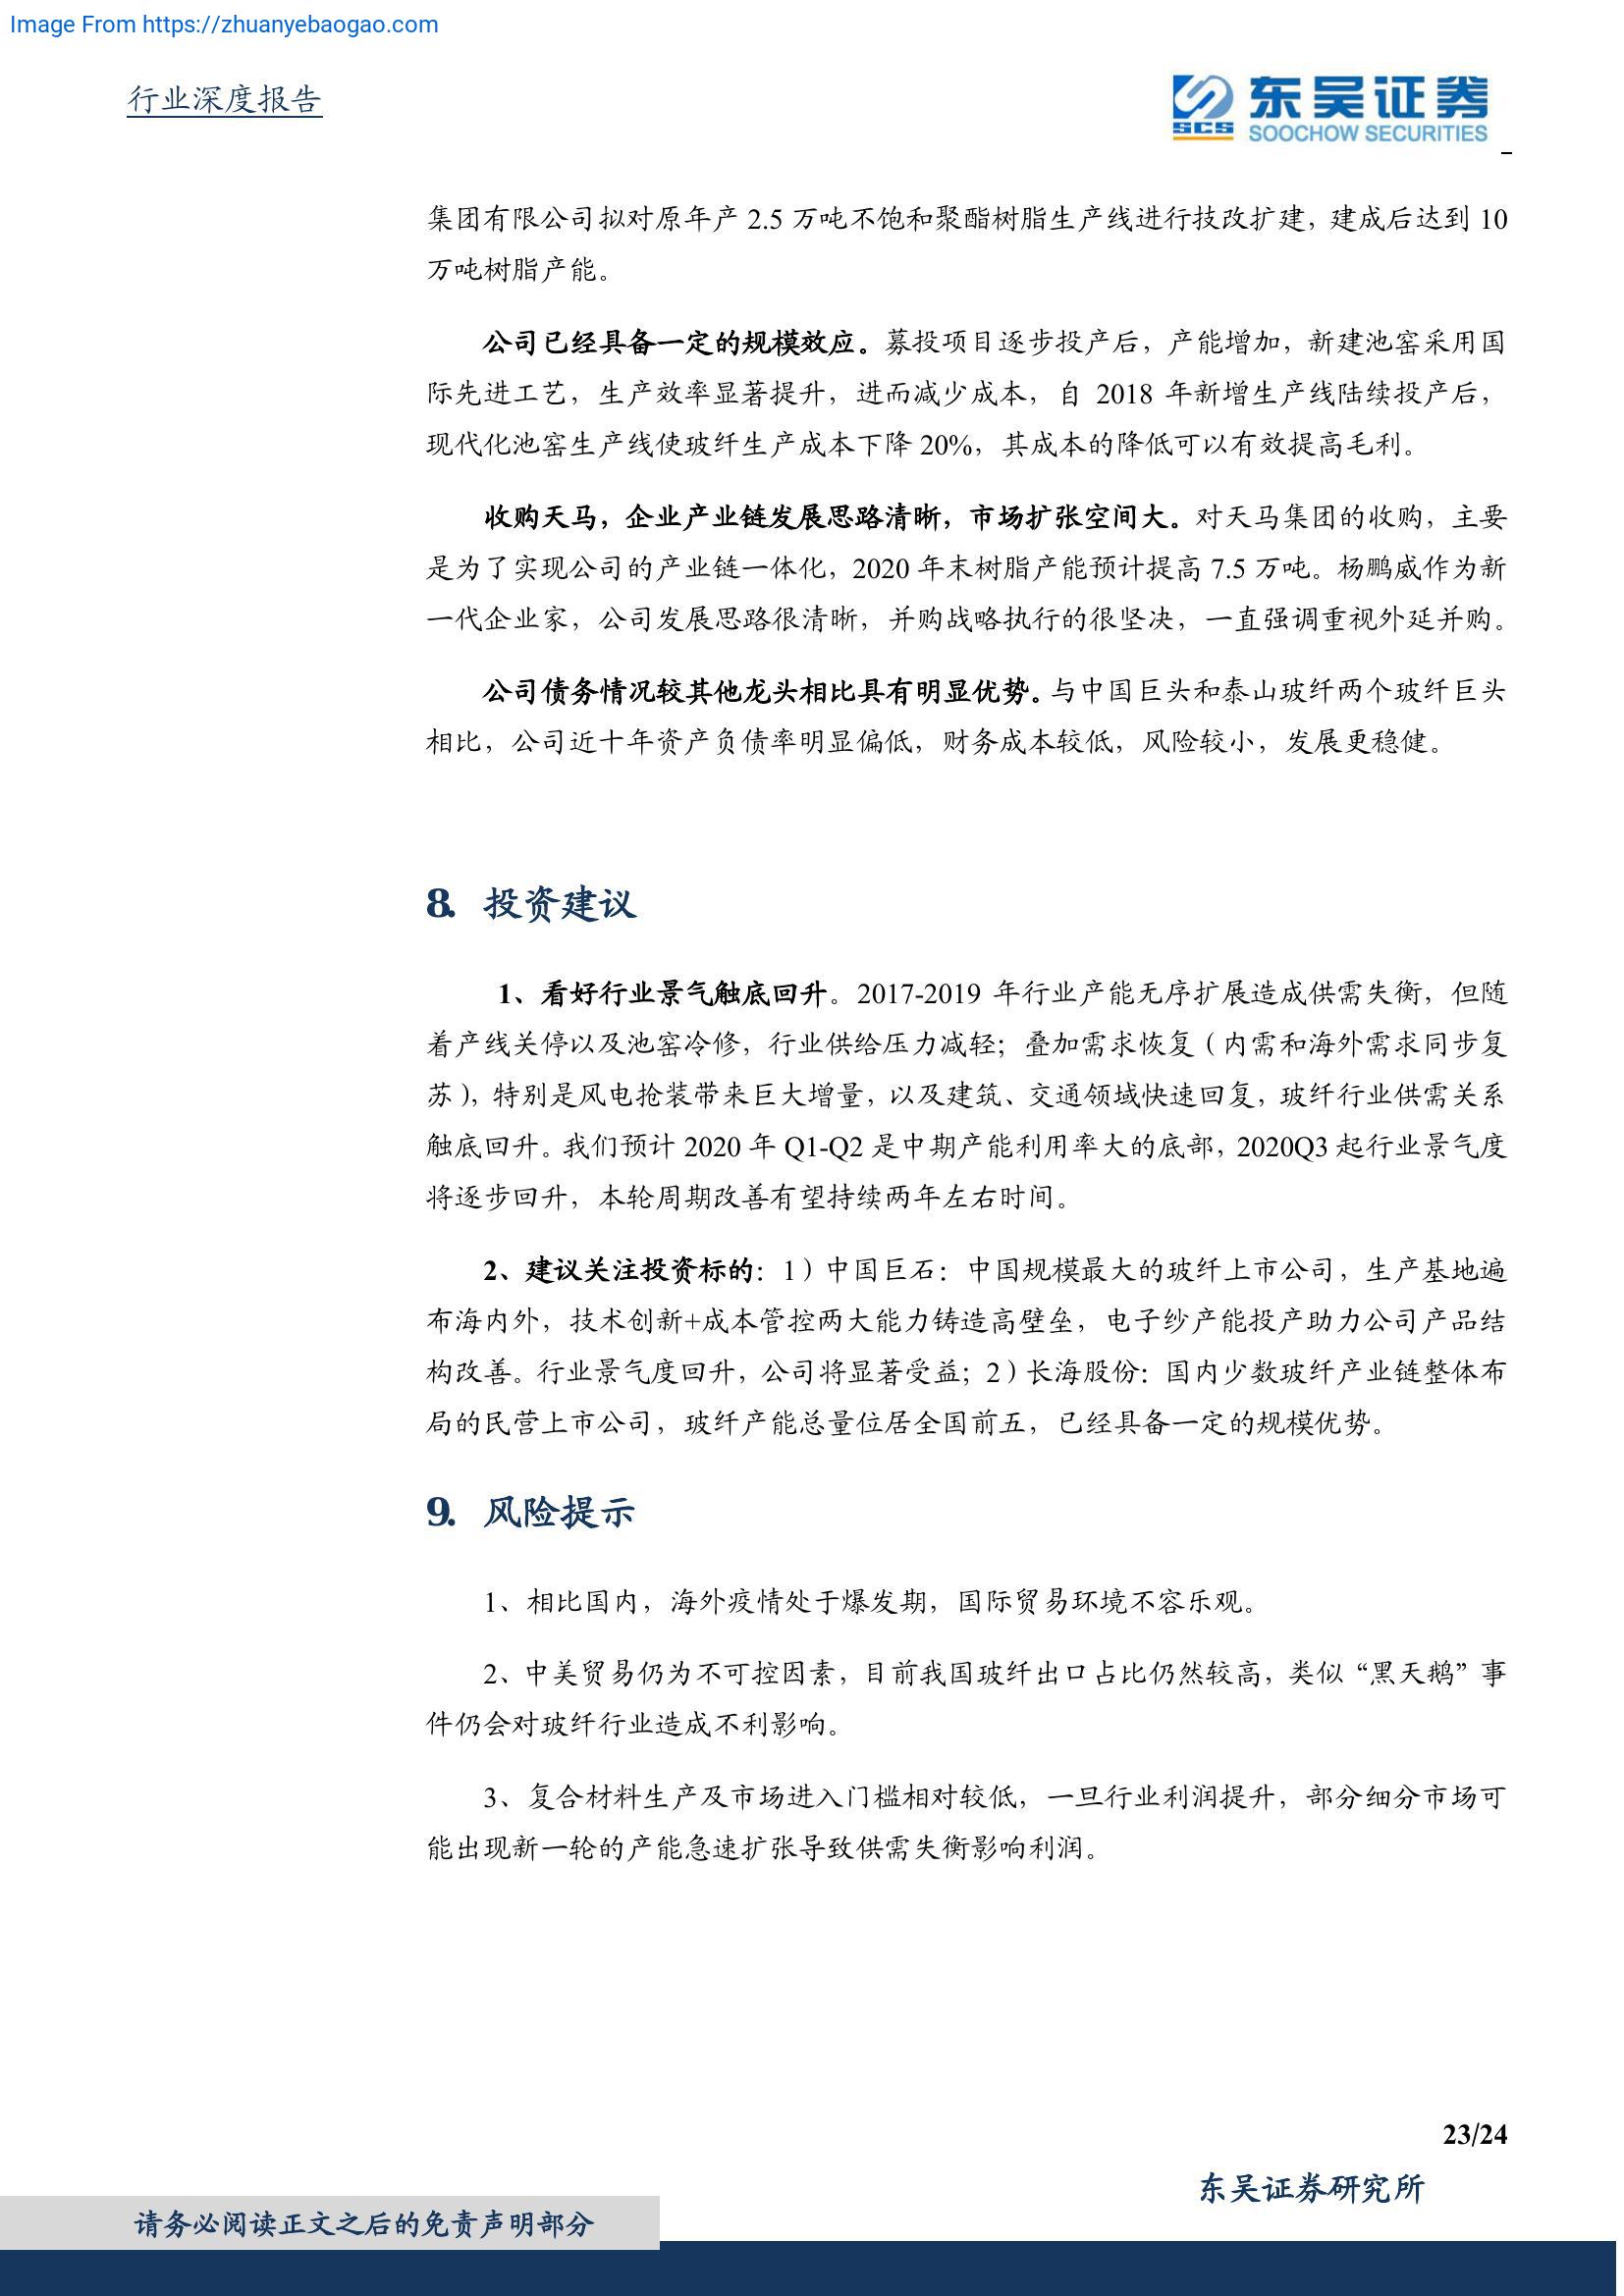 Image From https://zhuanyebaogao.com
行业深度报告
SCS 东吴证券
SOOCHOW SECURITIES
集团有限公司拟对原年产 2.5 万吨不饱和聚酯树脂生产线进行技改扩建，建成后达到 10
万吨树脂产能。
公司已经具备一定的规模效应。募投项目逐步投产后，产能增加，新建池窑采用国
际先进工艺，生产效率显著提升，进而减少成本，自 2018 年新增生产线陆续投产后，
现代化池窑生产线使玻纤生产成本下降 20%，其成本的降低可以有效提高毛利。
收购天马，企业产业链发展思路清晰，市场扩张空间大。对天马集团的收购，主要
是为了实现公司的产业链一体化，2020 年末树脂产能预计提高 7.5 万吨。杨鹏威作为新
一代企业家，公司发展思路很清晰，并购战略执行的很坚决，一直强调重视外延并购。
公司债务情况较其他龙头相比具有明显优势。与中国巨头和泰山玻纤两个玻纤巨头
相比，公司近十年资产负债率明显偏低，财务成本较低，风险较小，发展更稳健。
8. 投资建议
1、看好行业景气触底回升。2017-2019 年行业产能无序扩展造成供需失衡，但随
着产线关停以及池窑冷修，行业供给压力减轻；叠加需求恢复（内需和海外需求同步复
苏），特别是风电抢装带来巨大增量，以及建筑、交通领域快速回复，玻纤行业供需关系
触底回升。我们预计 2020 年 Q1-Q2 是中期产能利用率大的底部，2020Q3 起行业景气度
将逐步回升，本轮周期改善有望持续两年左右时间。
2、建议关注投资标的：1）中国巨石：中国规模最大的玻纤上市公司，生产基地遍
布海内外，技术创新+成本管控两大能力铸造高壁垒，电子纱产能投产助力公司产品结
构改善。行业景气度回升，公司将显著受益；2）长海股份：国内少数玻纤产业链整体布
局的民营上市公司，玻纤产能总量位居全国前五，已经具备一定的规模优势。
9. 风险提示
1、相比国内，海外疫情处于爆发期，国际贸易环境不容乐观。
2、中美贸易仍为不可控因素，目前我国玻纤出口占比仍然较高，类似“黑天鹅”事
件仍会对玻纤行业造成不利影响。
3、复合材料生产及市场进入门槛相对较低，一旦行业利润提升，部分细分市场可
能出现新一轮的产能急速扩张导致供需失衡影响利润。
23/24
东吴证券研究所
请务必阅读正文之后的免责声明部分